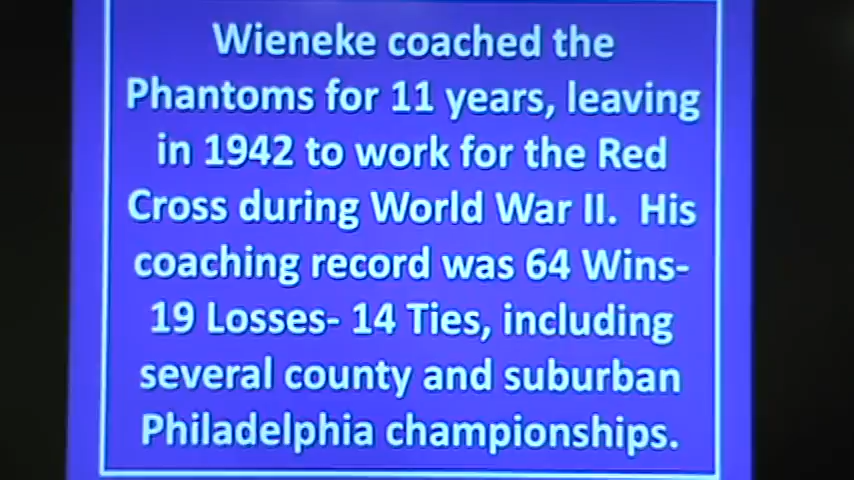 Wieneke coached the
Phantoms for 11 years, leaving
in 1942 to work for the Red
Cross during World War II.  His
coaching record was 64 Wins-
19 Losses- 14 Ties, including
several county and suburban
Philadelphia championships.